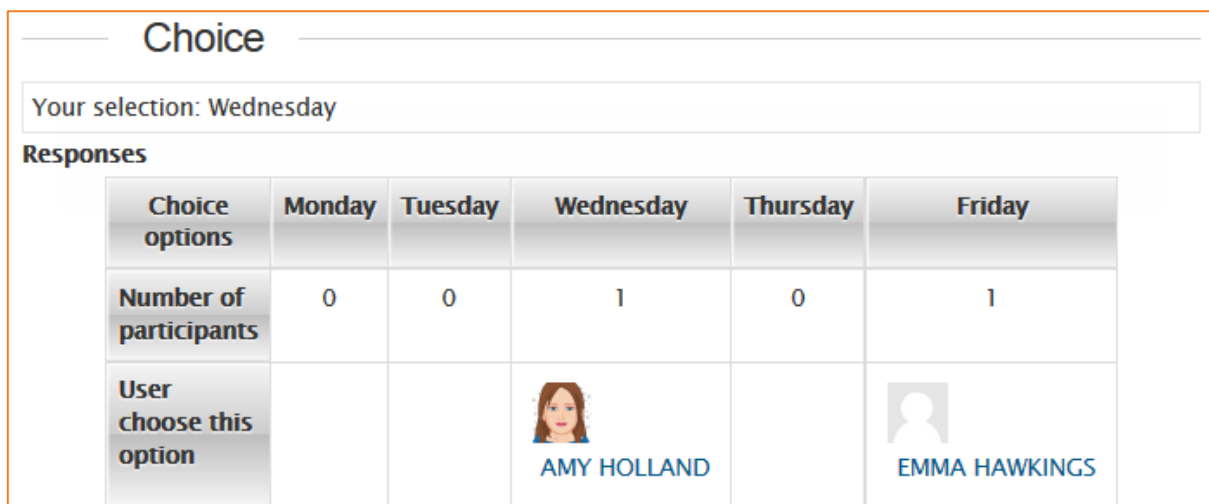 Choice
Your selection: Wednesday
Responses
Choice options Monday Tuesday Wednesday Thursday Friday
Number of participants 0 0 1 0 1
User choose this option AMY HOLLAND EMMA HAWKINGS